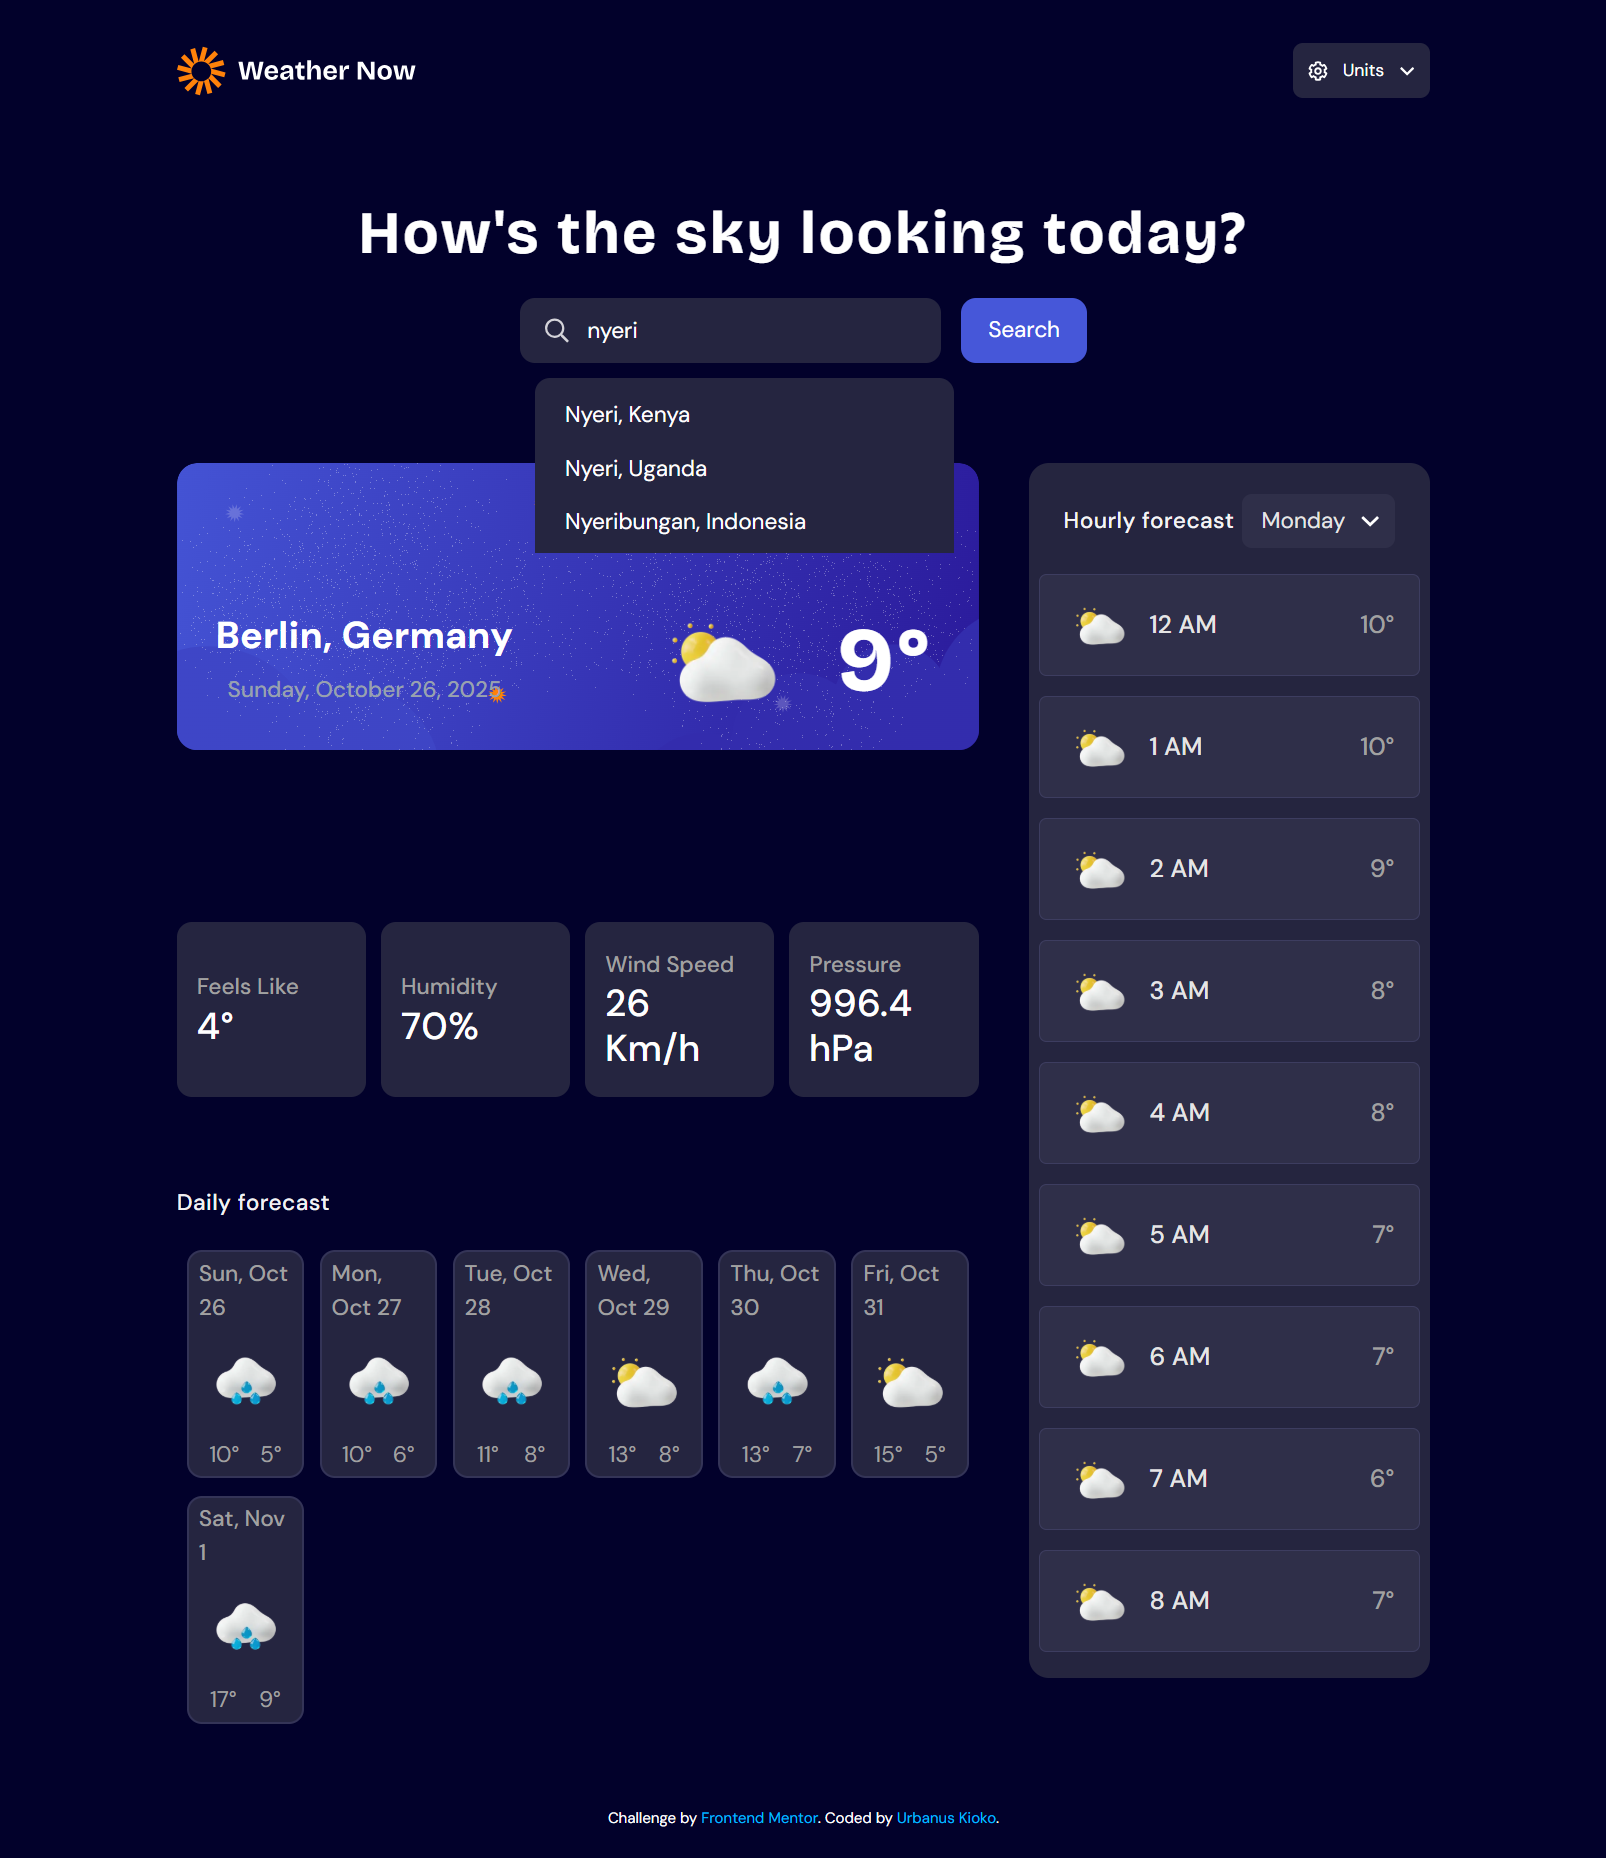 Weather Now
Units
How's the sky looking today?
nyeri
Search
Nyeri, Kenya
Nyeri, Uganda
Nyeribungan, Indonesia
Berlin, Germany
Sunday, October 26, 2025
9°
Feels Like
4°
Humidity
70%
Wind Speed
26
Km/h
Pressure
996.4
hPa
Daily forecast
Sun, Oct
26
10° 5°
Mon,
Oct 27
10° 6°
Tue, Oct
28
11° 8°
Wed,
Oct 29
13° 8°
Thu, Oct
30
13° 7°
Fri, Oct
31
15° 5°
Sat, Nov
1
17° 9°
Hourly forecast
Monday
12 AM 10°
1 AM 10°
2 AM 9°
3 AM 8°
4 AM 8°
5 AM 7°
6 AM 7°
7 AM 6°
8 AM 7°
Challenge by Frontend Mentor. Coded by Urbanus Kioko.